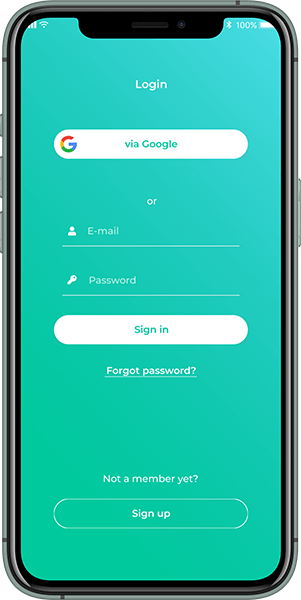 100%
Login
via Google
or
E-mail
Password
Sign in
Forgot password?
Not a member yet?
Sign up